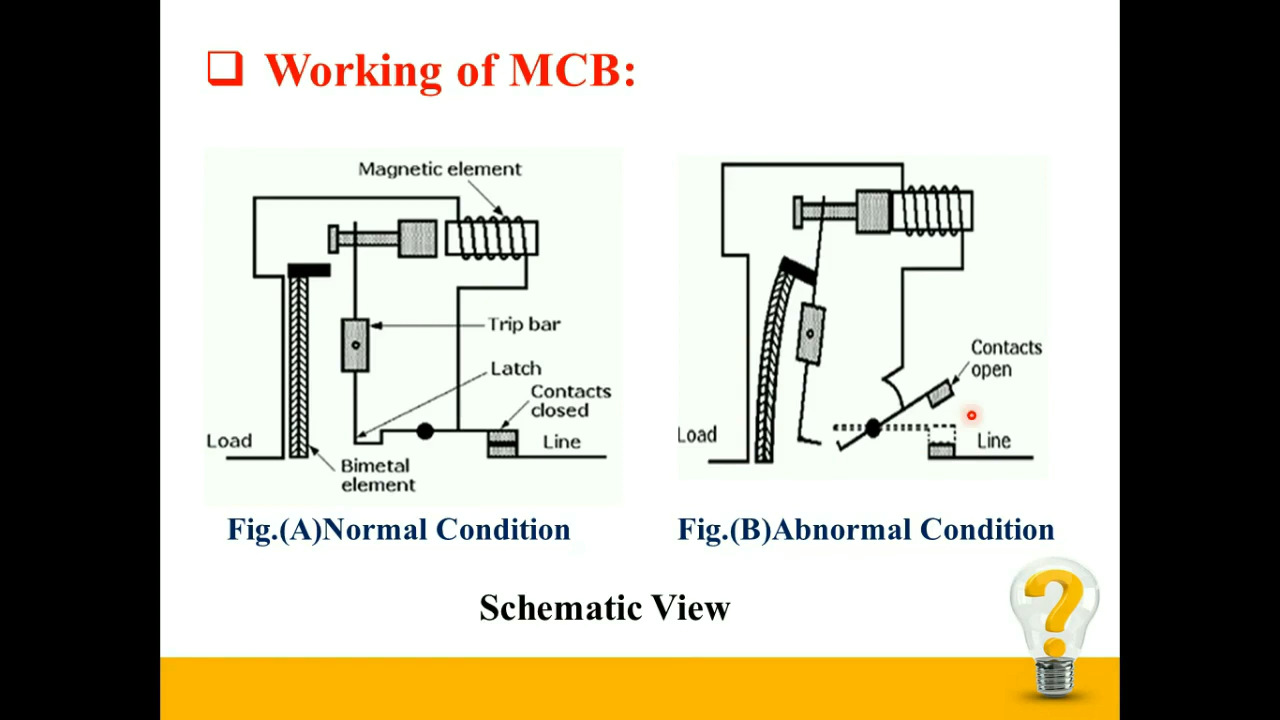 Working of MCB:
Magnetic element
Trip bar
Latch
Contacts
closed
Load
Line
Bimetal
element
Fig.(A)Normal Condition
Contacts
open
Load
Line
Fig.(B)Abnormal Condition
Schematic View
?